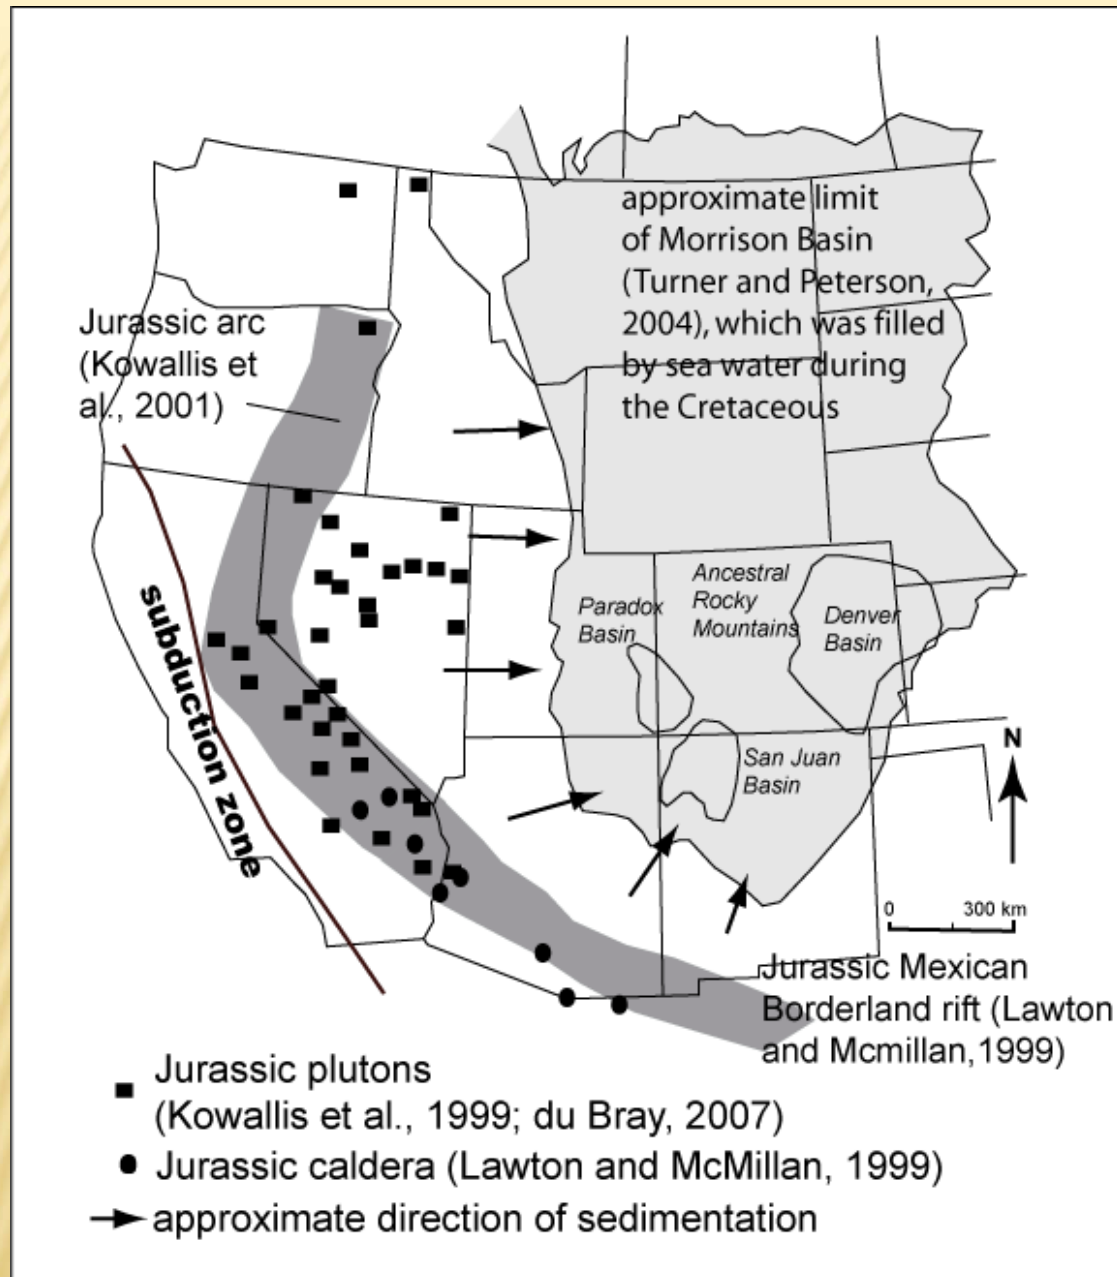 approximate limit
of Morrison Basin
(Turner and Peterson,
2004), which was filled
by sea water during
the Cretaceous
Jurassic arc
(Kowallis et
al., 2001)
subduction zone
Paradox
Basin
Ancestral
Rocky
Mountains
Denver
Basin
San Juan
Basin
N
0 300 km
Jurassic Mexican
Borderland rift (Lawton
and Mcmillan,1999)
Jurassic plutons
(Kowallis et al., 1999; du Bray, 2007)
Jurassic caldera (Lawton and McMillan, 1999)
approximate direction of sedimentation